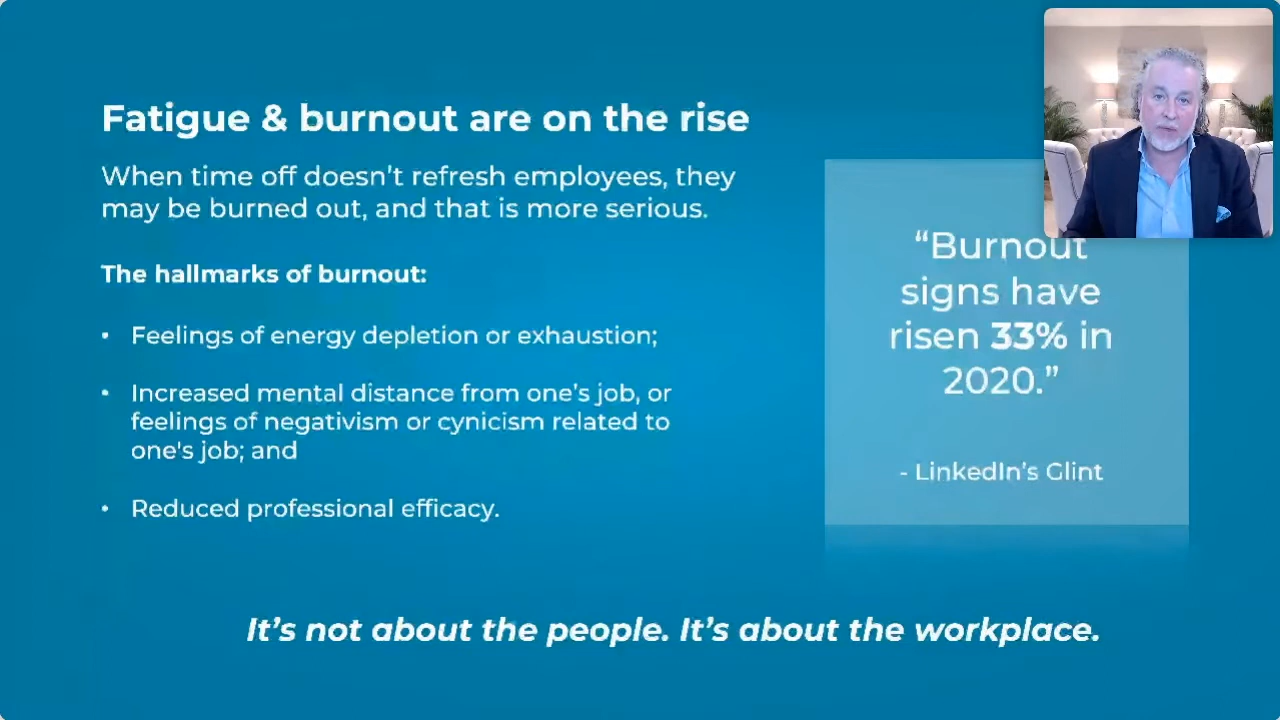 Fatigue & burnout are on the rise
When time off doesn’t refresh employees, they
may be burned out, and that is more serious.
The hallmarks of burnout:
• Feelings of energy depletion or exhaustion;
• Increased mental distance from one’s job, or
feelings of negativism or cynicism related to
one's job; and
• Reduced professional efficacy.
“Burnout
signs have
risen 33% in
2020.”
- LinkedIn’s Glint
It’s not about the people. It’s about the workplace.